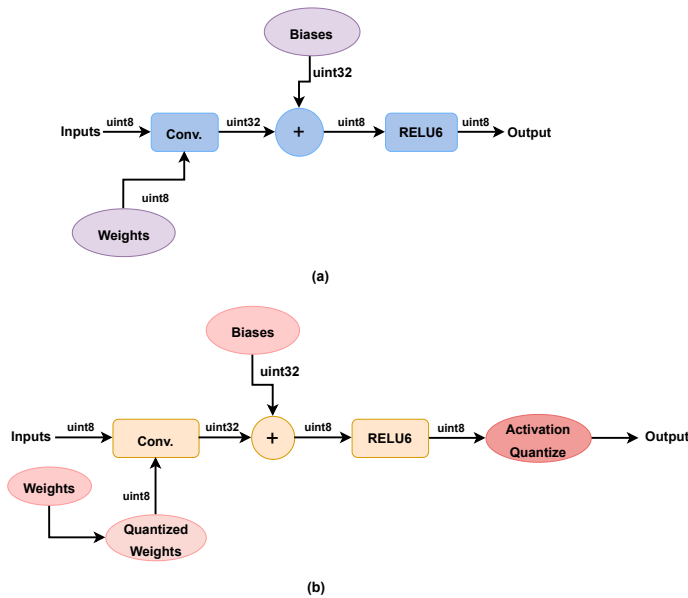 Biases
uint32
Inputs uint8 Conv. uint32 + uint8 RELU6 uint8 Output
uint8
Weights
(a)
Biases
uint32
Inputs uint8 Conv. uint32 + uint8 RELU6 uint8 Activation Quantize Output
Weights
uint8
Quantized
Weights
(b)